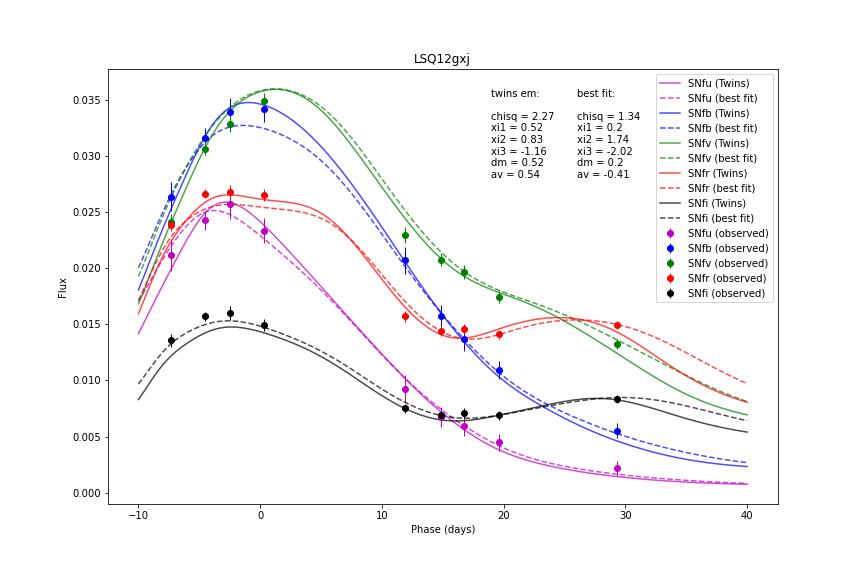 LSQ12gxj
twins em:
chisq = 2.27
xi1 = 0.52
xi2 = 0.83
xi3 = -1.16
dm = 0.52
av = 0.54
best fit:
chisq = 1.34
xi1 = 0.2
xi2 = 1.74
xi3 = -2.02
dm = 0.2
av = -0.41
SNfu (Twins)
SNfu (best fit)
SNfb (Twins)
SNfb (best fit)
SNfv (Twins)
SNfv (best fit)
SNfr (Twins)
SNfr (best fit)
SNfi (Twins)
SNfi (best fit)
SNfu (observed)
SNfb (observed)
SNfv (observed)
SNfr (observed)
SNfi (observed)
Flux
0.035
0.030
0.025
0.020
0.015
0.010
0.005
0.000
−10
0
10
20
30
40
Phase (days)